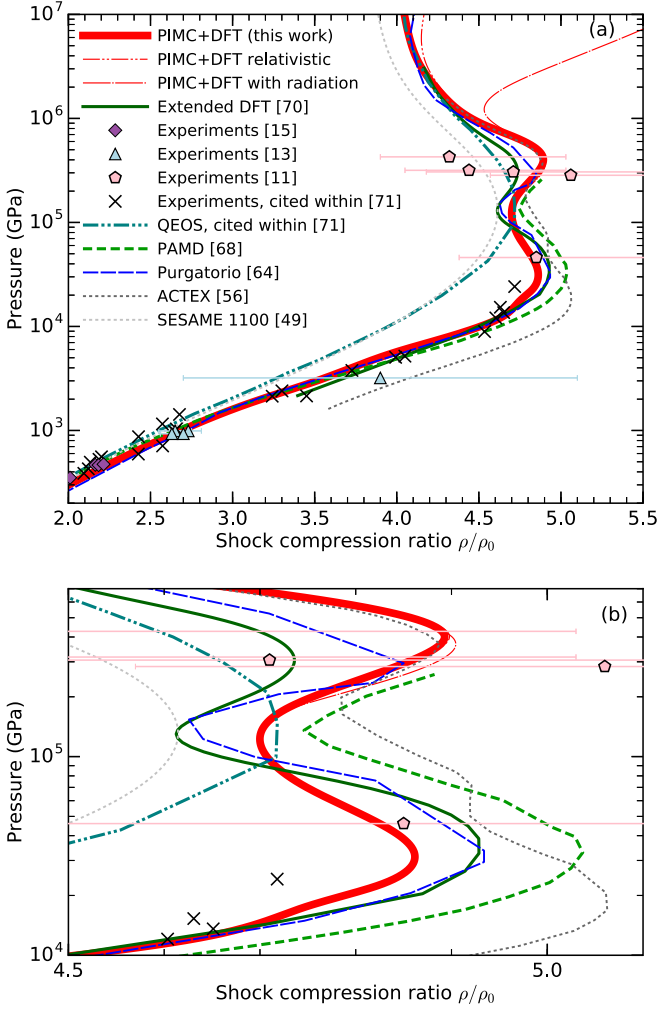 (a)
PIMC+DFT (this work)
PIMC+DFT relativistic
PIMC+DFT with radiation
Extended DFT [70]
Experiments [15]
Experiments [13]
Experiments [11]
Experiments, cited within [71]
QEOS, cited within [71]
PAMD [68]
Purgatorio [64]
ACTEX [56]
SESAME 1100 [49]
Pressure (GPa)
10^7
10^6
10^5
10^4
10^3
2.0 2.5 3.0 3.5 4.0 4.5 5.0 5.5
Shock compression ratio ρ/ρ₀
(b)
Pressure (GPa)
10^5
10^4
4.5 5.0
Shock compression ratio ρ/ρ₀